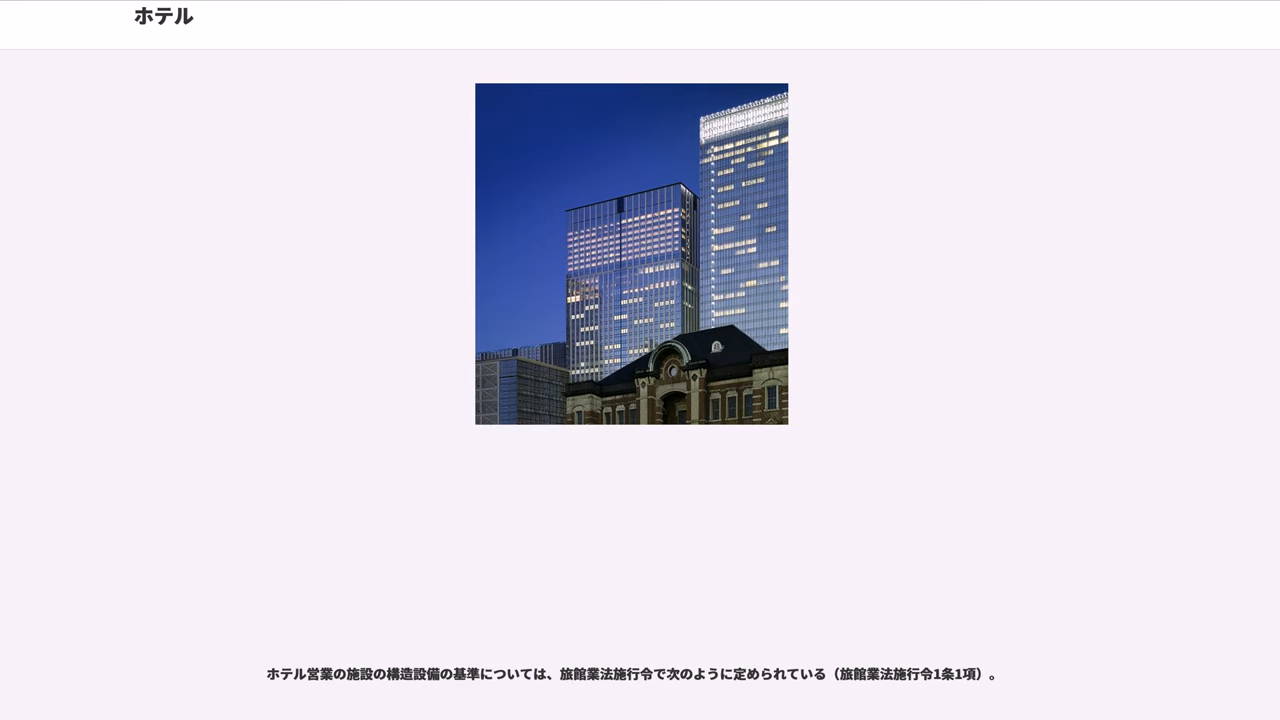 ホテル
ホテル営業の施設の構造設備の基準については、旅館業法施行令で次のように定められている（旅館業法施行令1条1項）。